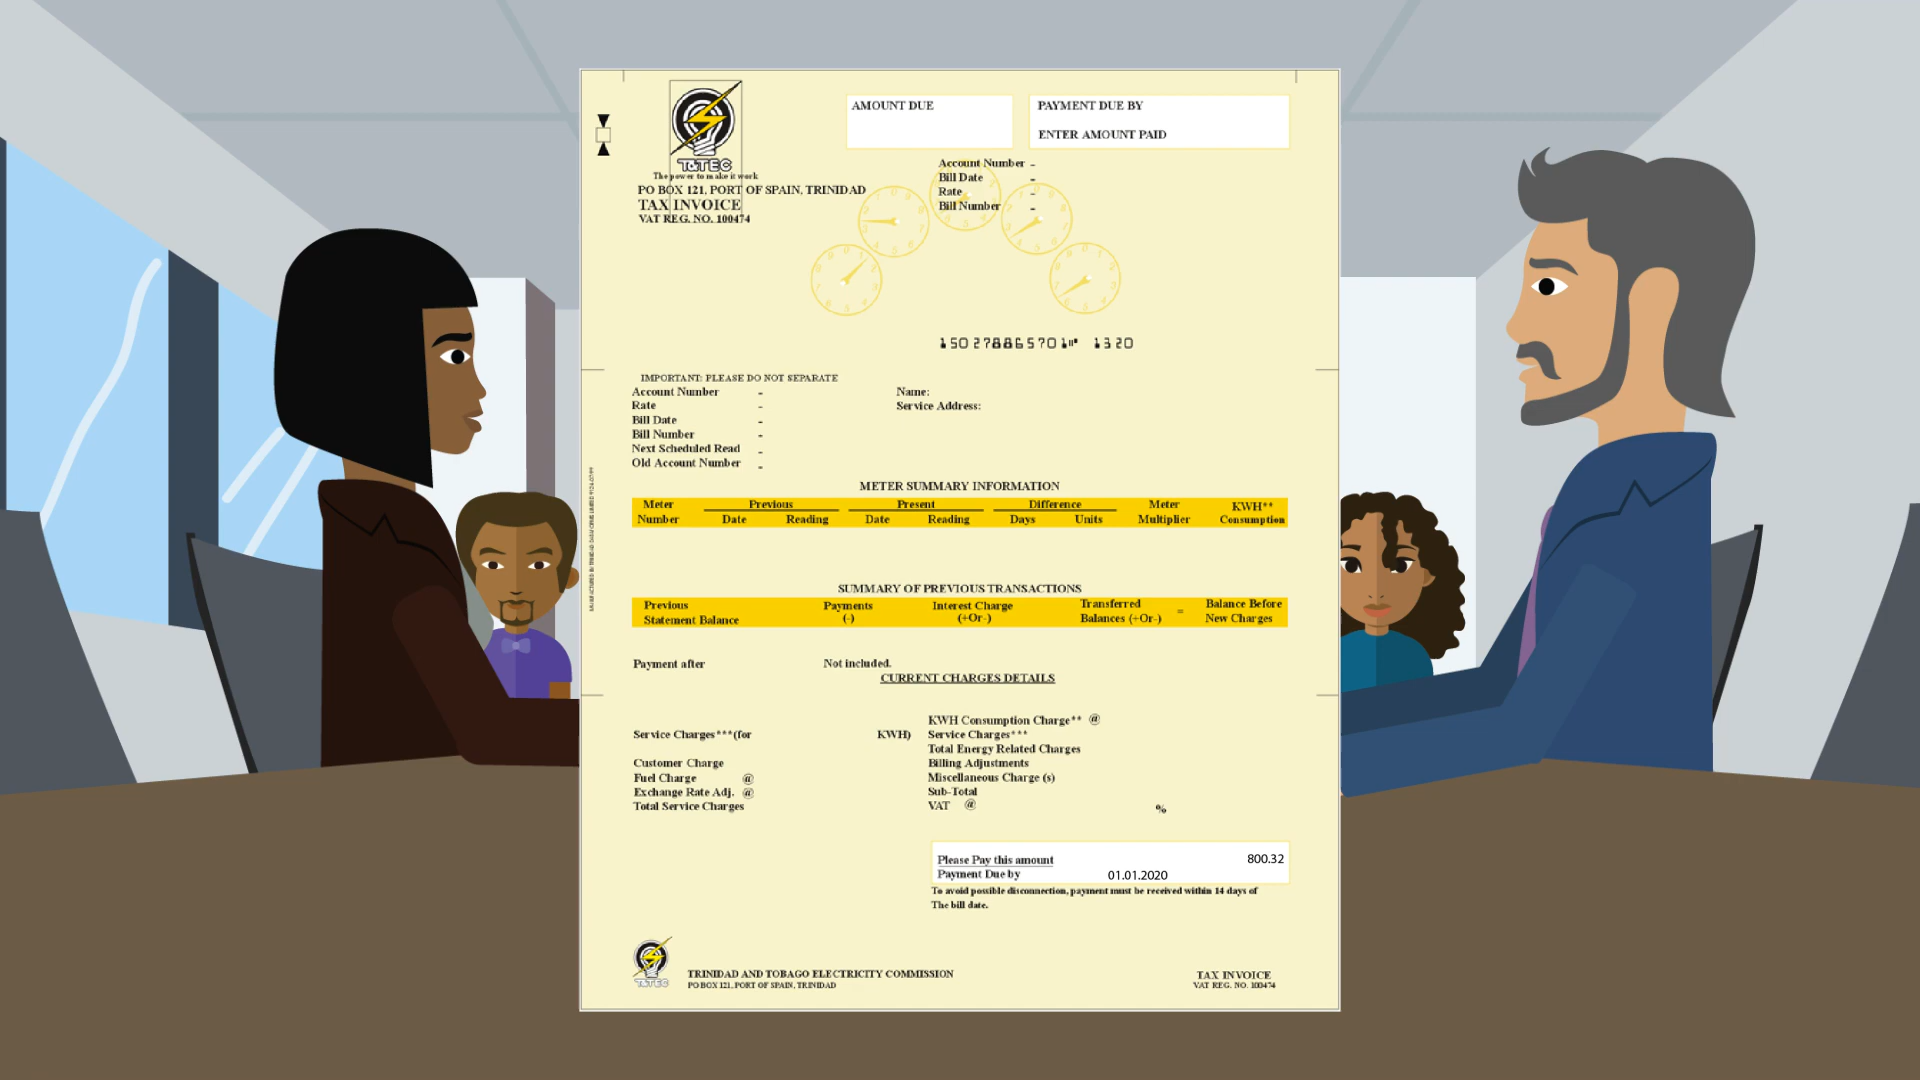 AMOUNT DUE
PAYMENT DUE BY
ENTER AMOUNT PAID
T&TEC
The power to make it work
PO BOX 121, PORT OF SPAIN, TRINIDAD
TAX INVOICE
VAT REG. NO. 100474
Account Number -
Bill Date -
Rate -
Bill Number -
150278865701 1320
IMPORTANT: PLEASE DO NOT SEPARATE
Account Number -
Rate -
Bill Date -
Bill Number -
Next Scheduled Read -
Old Account Number -
Name:
Service Address:
METER SUMMARY INFORMATION
Meter Previous Present Difference Meter KWH**
Number Date Reading Date Reading Days Units Multiplier Consumption
SUMMARY OF PREVIOUS TRANSACTIONS
Previous Payments Interest Charge Transferred = Balance Before
Statement Balance (-) (+Or-) Balances (+Or-) New Charges
Payment after Not included.
CURRENT CHARGES DETAILS
Service Charges***(for KWH)
Customer Charge
Fuel Charge @
Exchange Rate Adj. @
Total Service Charges
KWH Consumption Charge** @
Service Charges***
Total Energy Related Charges
Billing Adjustments
Miscellaneous Charge (s)
Sub-Total
VAT @ %
Please Pay this amount 800.32
Payment Due by 01.01.2020
To avoid possible disconnection, payment must be received within 14 days of
The bill date.
T&TEC
TRINIDAD AND TOBAGO ELECTRICITY COMMISSION
PO BOX 121, PORT OF SPAIN, TRINIDAD
TAX INVOICE
VAT REG. NO. 100474